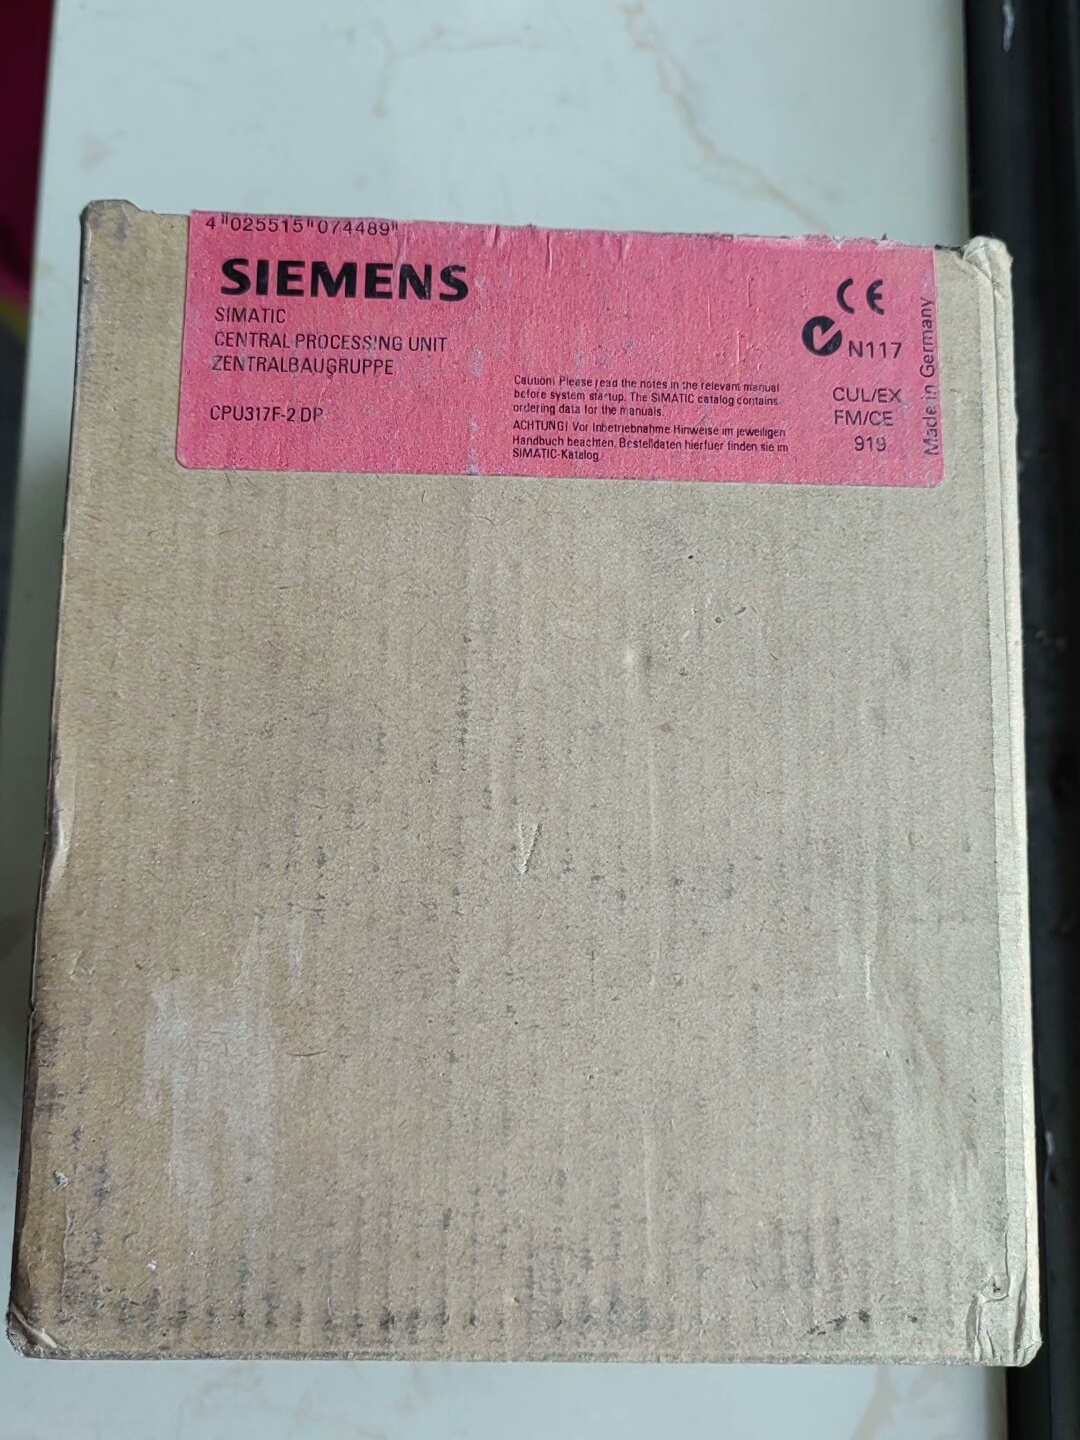 4 025515 074489
SIEMENS
SIMATIC
CENTRAL PROCESSING UNIT
ZENTRALBAUGRUPPE
CPU317F-2 DP
Caution! Please read the notes in the relevant manual
before system startup. The SIMATIC catalog contains
ordering data for the manuals.
ACHTUNG! Vor Inbetriebnahme Hinweise im jeweiligen
Handbuch beachten. Bestelldaten hierfuer finden sie im
SIMATIC-Katalog
CE
N117
CUL/EX
FM/CE
919
Made in Germany